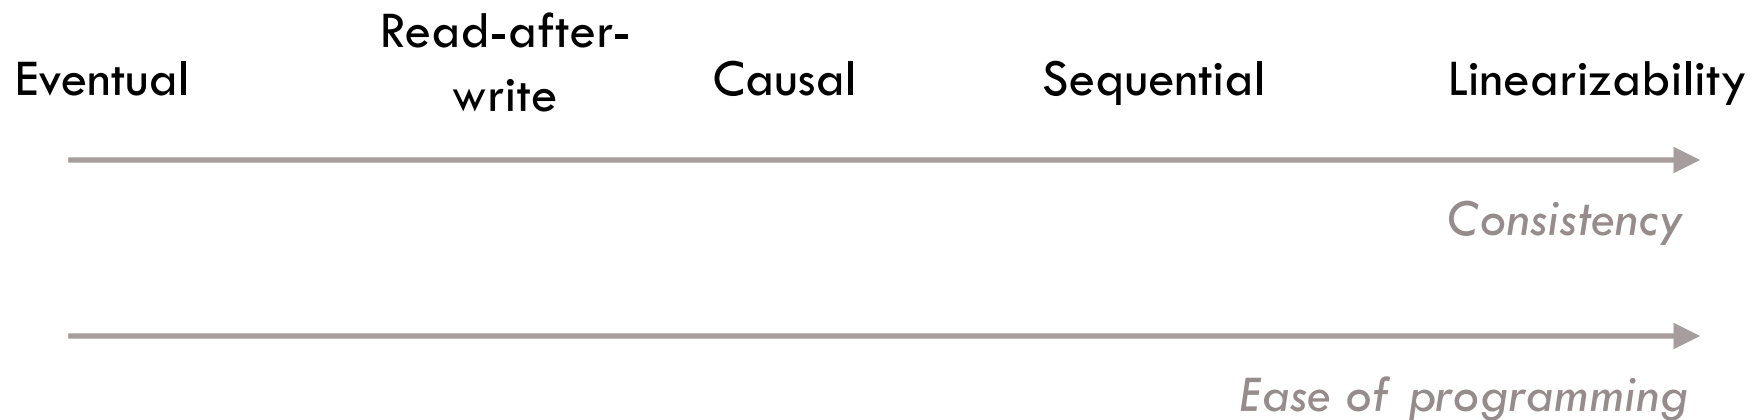 Eventual
Read-after-
write
Causal
Sequential
Linearizability
Consistency
Ease of programming